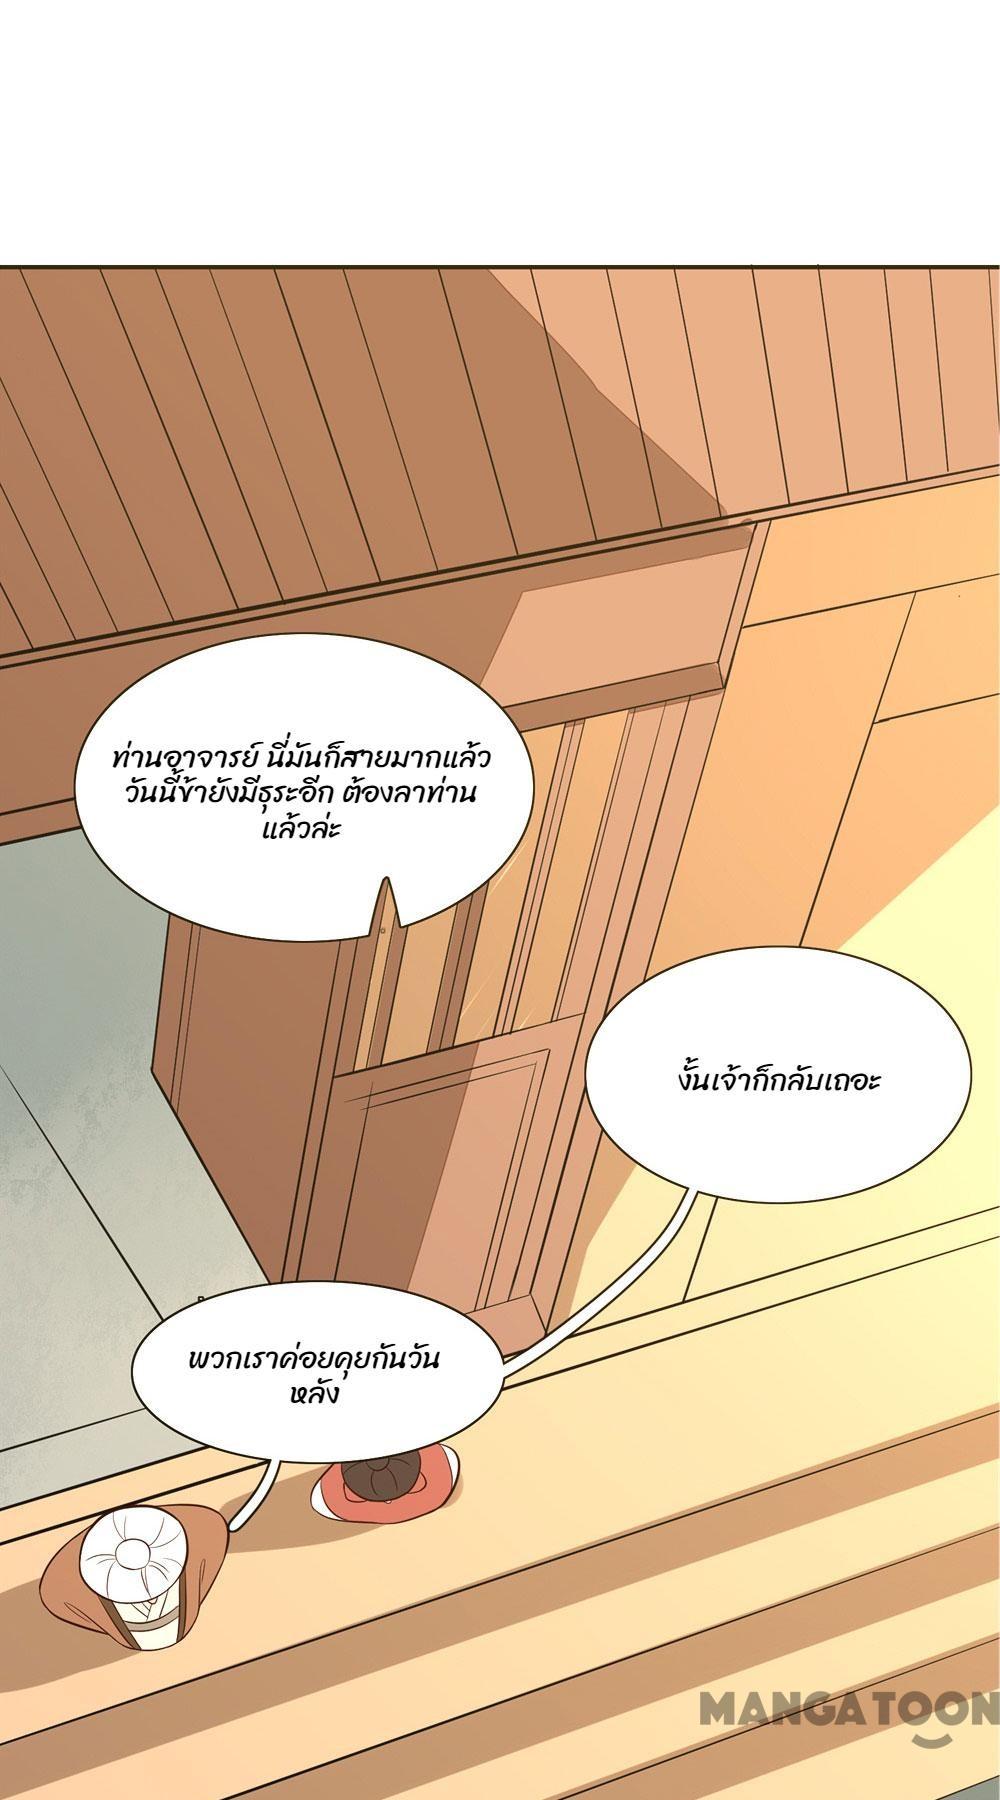 ท่านอาจารย์ นี่มันก็สายมากแล้ว
วันนี้ข้ายังมีธุระอีก ต้องลาท่าน
แล้วล่ะ
งั้นเจ้าก็กลับเถอะ
พวกเราค่อยคุยกันวัน
หลัง
MANGATOON